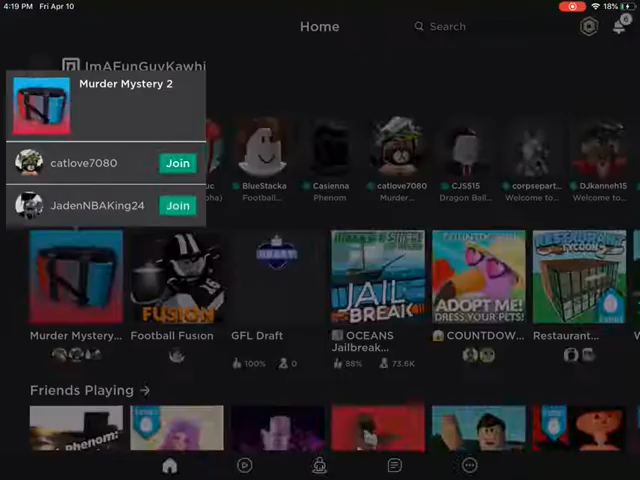 4:19 PM Fri Apr 10
18%
Home
Search
6
ImAFunGuyKawhi
Murder Mystery 2
catlove7080
Join
JadenNBAKing24
Join
BlueStacka
Casienna
catlove7080
CJS515
corpsepart...
DJkanneh15
Football...
Phenom
Murder...
Dragon Ball...
Welcome to...
Welcome to...
FUSION
JAIL
BREAK
ADOPT ME!
DRESS YOUR PETS!
RESTAURANT
TYCOON
Murder Mystery...
Football Fusion
GFL Draft
OCEANS
Jailbreak...
COUNTDOW...
Restaurant...
100%
0
88%
73.6K
Friends Playing →
Phenom: